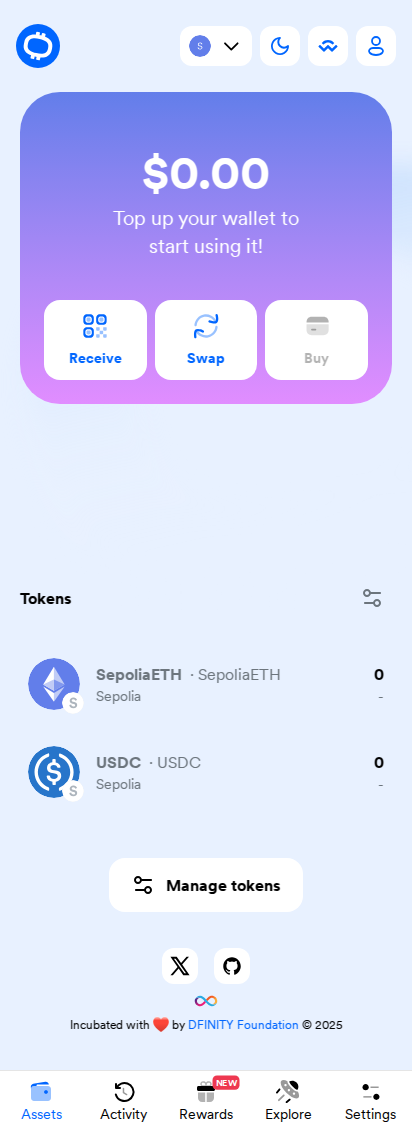 S
$0.00
Top up your wallet to
start using it!
Receive Swap Buy
Tokens
SepoliaETH · SepoliaETH 0
S Sepolia -
USDC · USDC 0
S Sepolia -
Manage tokens
Incubated with ❤️ by DFINITY Foundation © 2025
NEW
Assets Activity Rewards Explore Settings